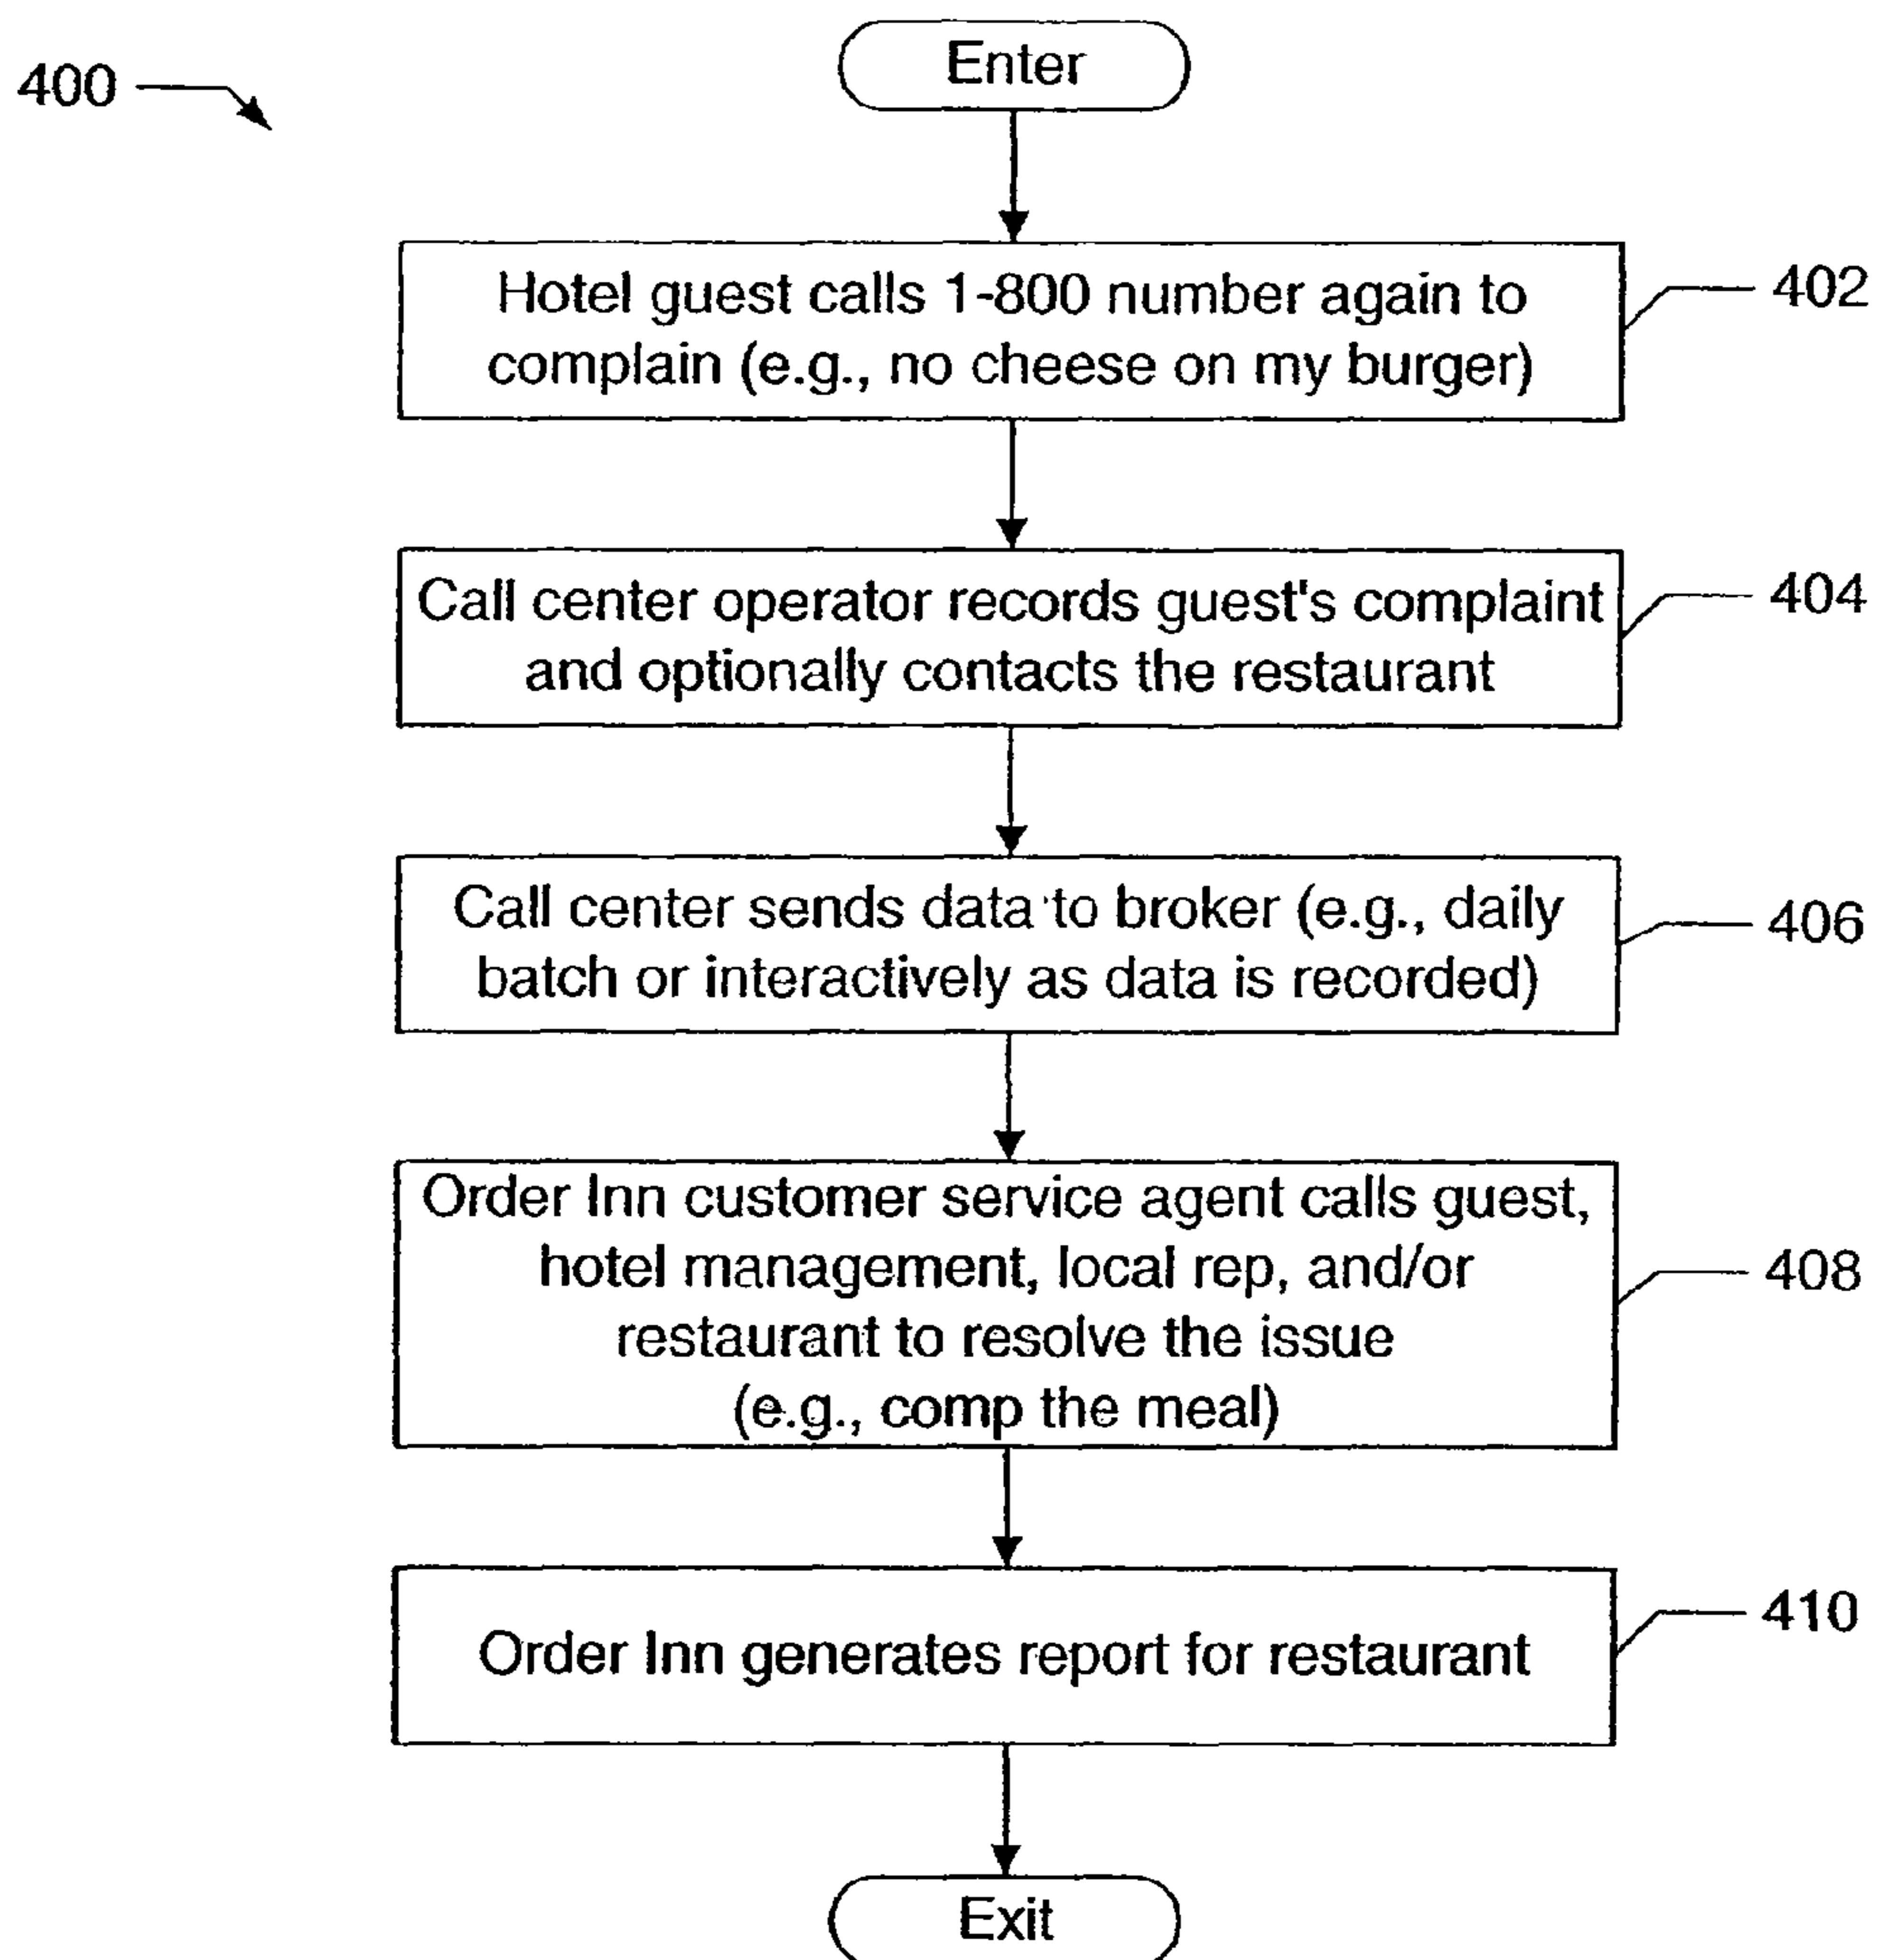 Enter
400
Hotel guest calls 1-800 number again to
complain (e.g., no cheese on my burger)
402
Call center operator records guest's complaint
and optionally contacts the restaurant
404
Call center sends data to broker (e.g., daily
batch or interactively as data is recorded)
406
Order Inn customer service agent calls guest,
hotel management, local rep, and/or
restaurant to resolve the issue
(e.g., comp the meal)
408
Order Inn generates report for restaurant
410
Exit